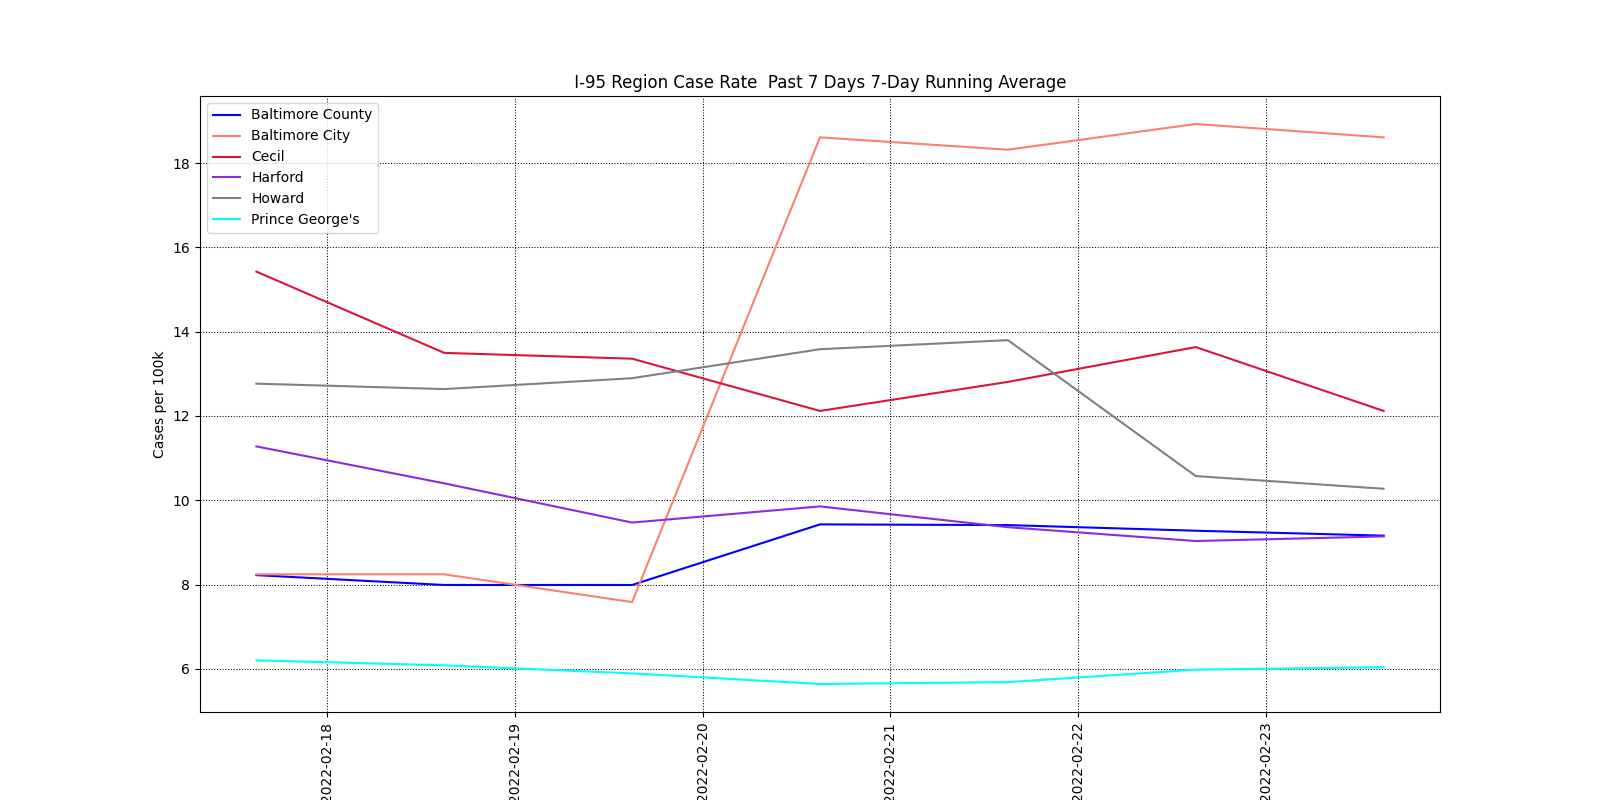 I-95 Region Case Rate  Past 7 Days 7-Day Running Average
Baltimore County
Baltimore City
Cecil
Harford
Howard
Prince George's
Cases per 100k
18
16
14
12
10
8
6
2022-02-18
2022-02-19
2022-02-20
2022-02-21
2022-02-22
2022-02-23